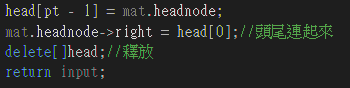 head[pt - 1] = mat.headnode;
mat.headnode->right = head[0];//頭尾連起來
delete[]head;//釋放
return input;